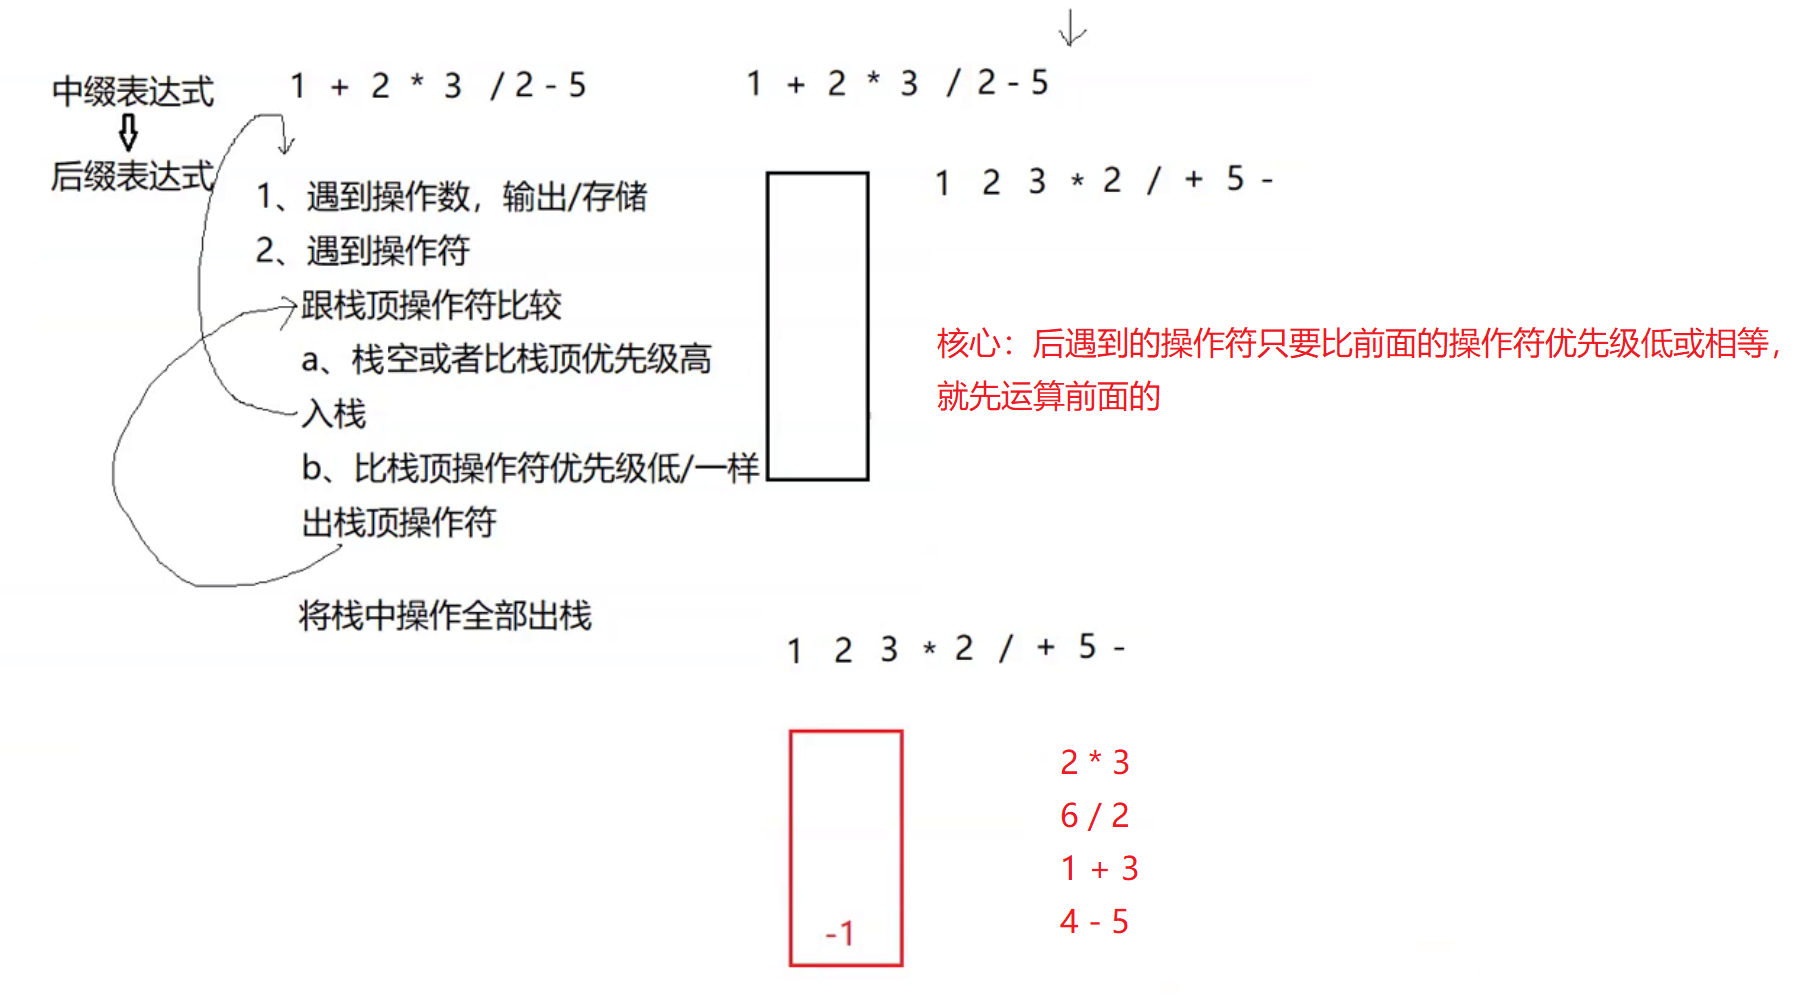 中缀表达式
1 + 2 * 3 / 2 - 5
后缀表达式
1、遇到操作数，输出/存储
2、遇到操作符
跟栈顶操作符比较
a、栈空或者比栈顶优先级高
入栈
b、比栈顶操作符优先级低/一样
出栈顶操作符
将栈中操作全部出栈
1 + 2 * 3 / 2 - 5
1 2 3 * 2 / + 5 -
核心：后遇到的操作符只要比前面的操作符优先级低或相等，
就先运算前面的
1 2 3 * 2 / + 5 -
-1
2 * 3
6 / 2
1 + 3
4 - 5